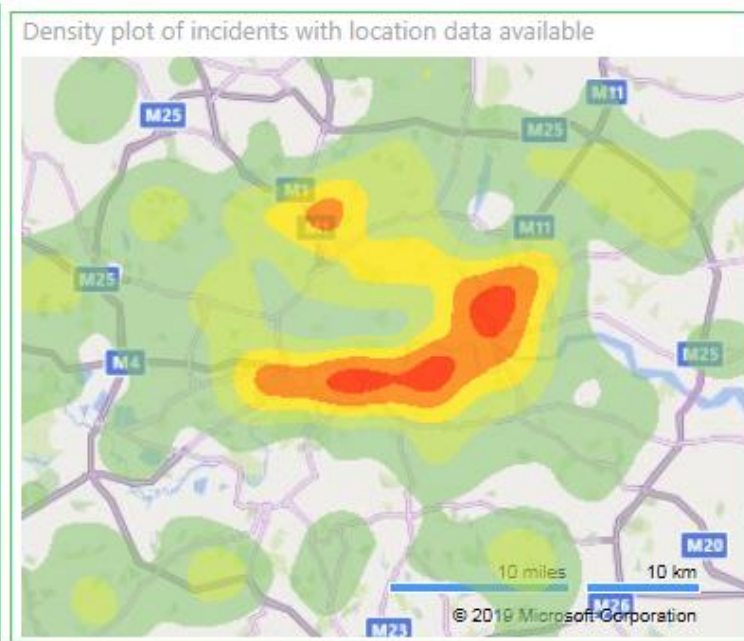 Density plot of incidents with location data available
M11
M25
M25
M1
M11
M25
M4
M25
M20
10 miles
10 km
© 2019 Microsoft Corporation
M26
M23